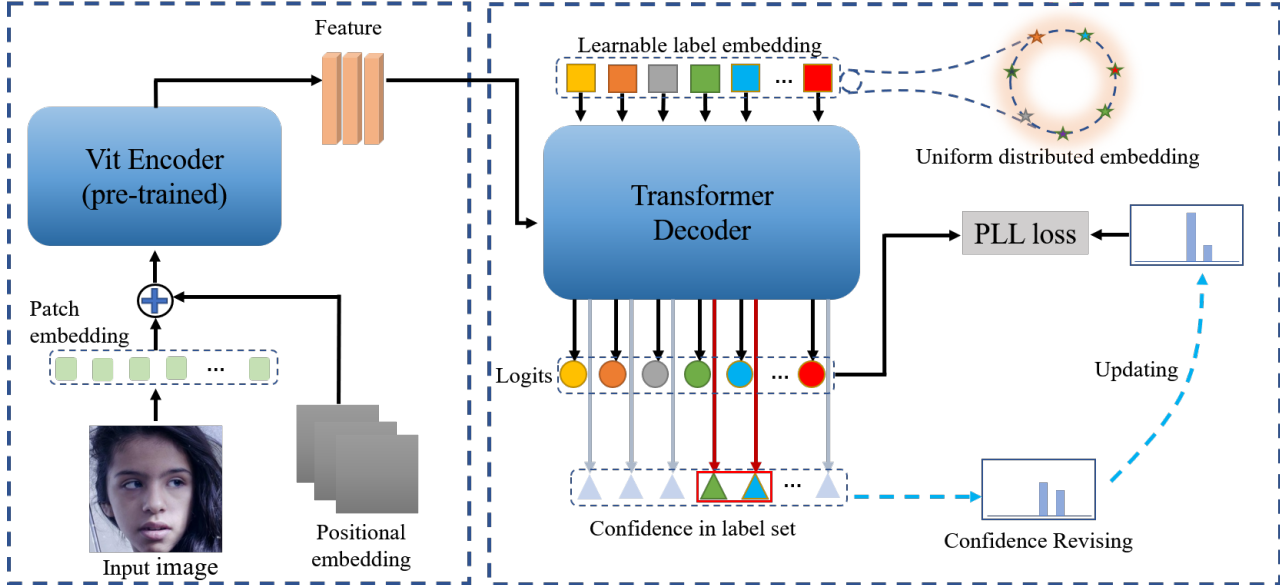 Feature
Vit Encoder
(pre-trained)
Patch
embedding
...
Input image
Positional
embedding
Learnable label embedding
...
Uniform distributed embedding
Transformer
Decoder
PLL loss
Logits
...
Updating
...
Confidence in label set
Confidence Revising